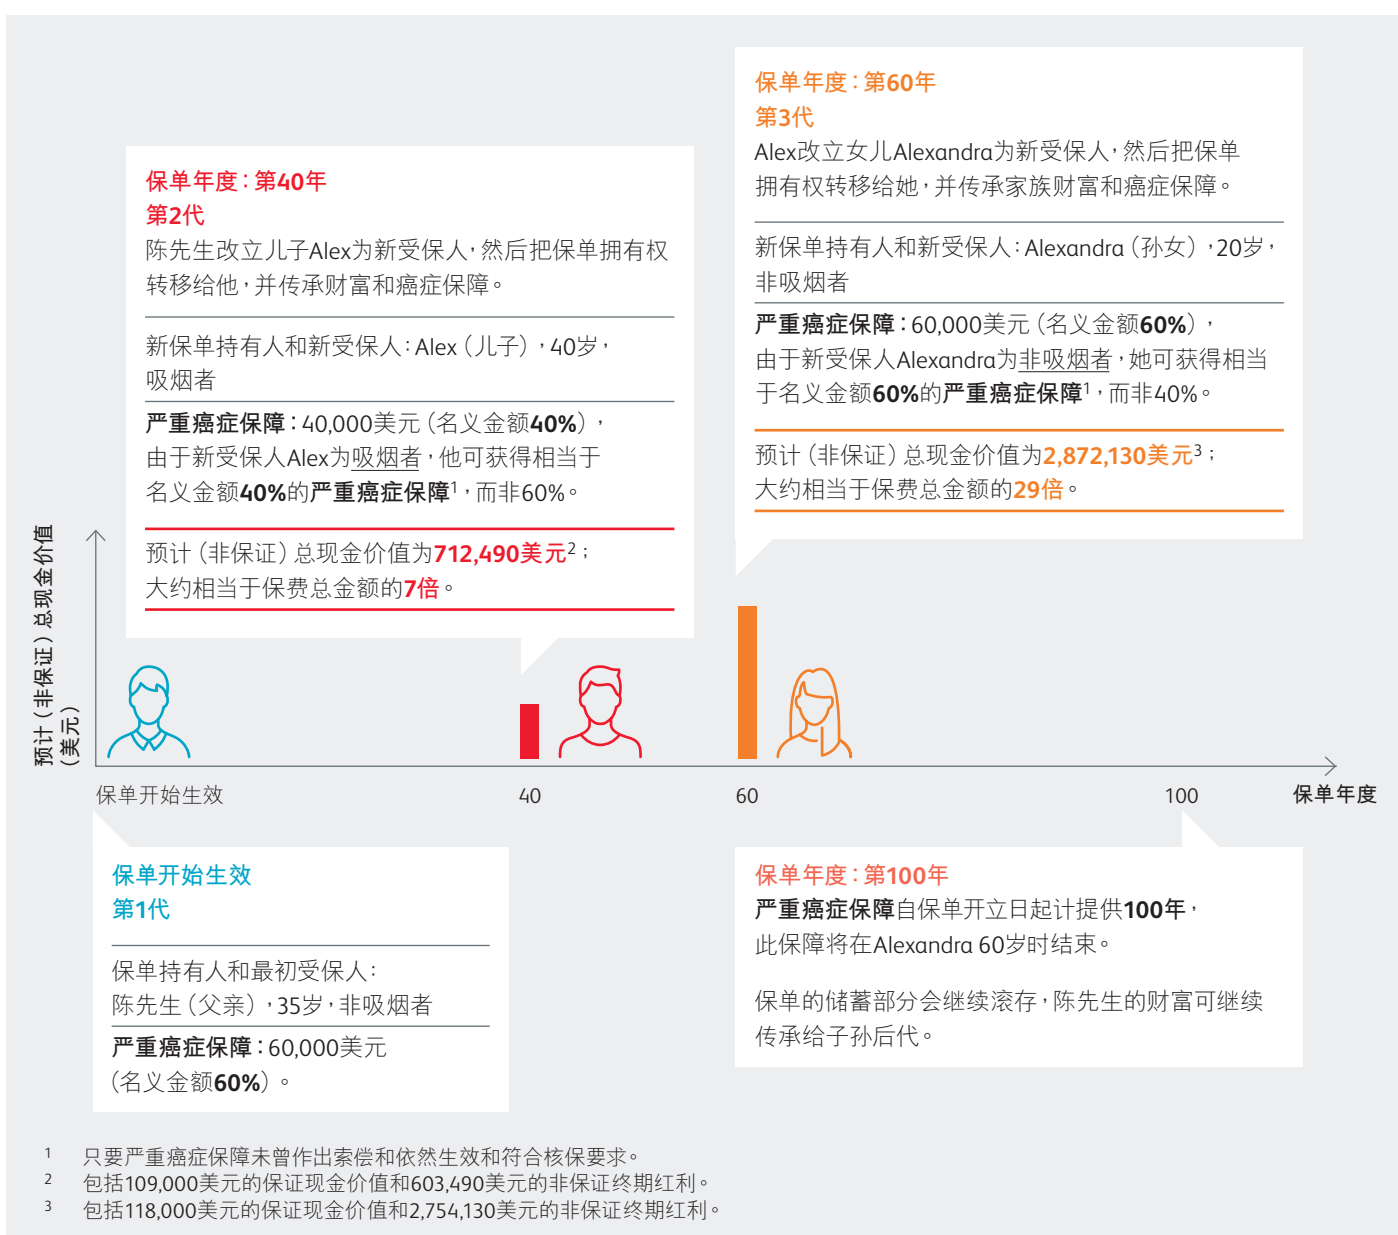 保单年度：第60年
第3代
Alex改立女儿Alexandra为新受保人，然后把保单
拥有权转移给她，并传承家族财富和癌症保障。
新保单持有人和新受保人：Alexandra（孙女），20岁，
非吸烟者
严重癌症保障：60,000美元（名义金额60%），
由于新受保人Alexandra为非吸烟者，她可获得相当
于名义金额60%的严重癌症保障1，而非40%。
预计（非保证）总现金价值为2,872,130美元3；
大约相当于保费总金额的29倍。
保单年度：第40年
第2代
陈先生改立儿子Alex为新受保人，然后把保单拥有权
转移给他，并传承财富和癌症保障。
新保单持有人和新受保人：Alex（儿子），40岁，
吸烟者
严重癌症保障：40,000美元（名义金额40%），
由于新受保人Alex为吸烟者，他可获得相当于
名义金额40%的严重癌症保障1，而非60%。
预计（非保证）总现金价值为712,490美元2；
大约相当于保费总金额的7倍。
预计（非保证）总现金价值
（美元）
保单开始生效
40
60
100
保单年度
保单开始生效
第1代
保单持有人和最初受保人：
陈先生（父亲），35岁，非吸烟者
严重癌症保障：60,000美元
（名义金额60%）。
保单年度：第100年
严重癌症保障自保单开立日起计提供100年，
此保障将在Alexandra 60岁时结束。
保单的储蓄部分会继续滚存，陈先生的财富可继续
传承给子孙后代。
1 只要严重癌症保障未曾作出索偿和依然生效和符合核保要求。
2 包括109,000美元的保证现金价值和603,490美元的非保证终期红利。
3 包括118,000美元的保证现金价值和2,754,130美元的非保证终期红利。